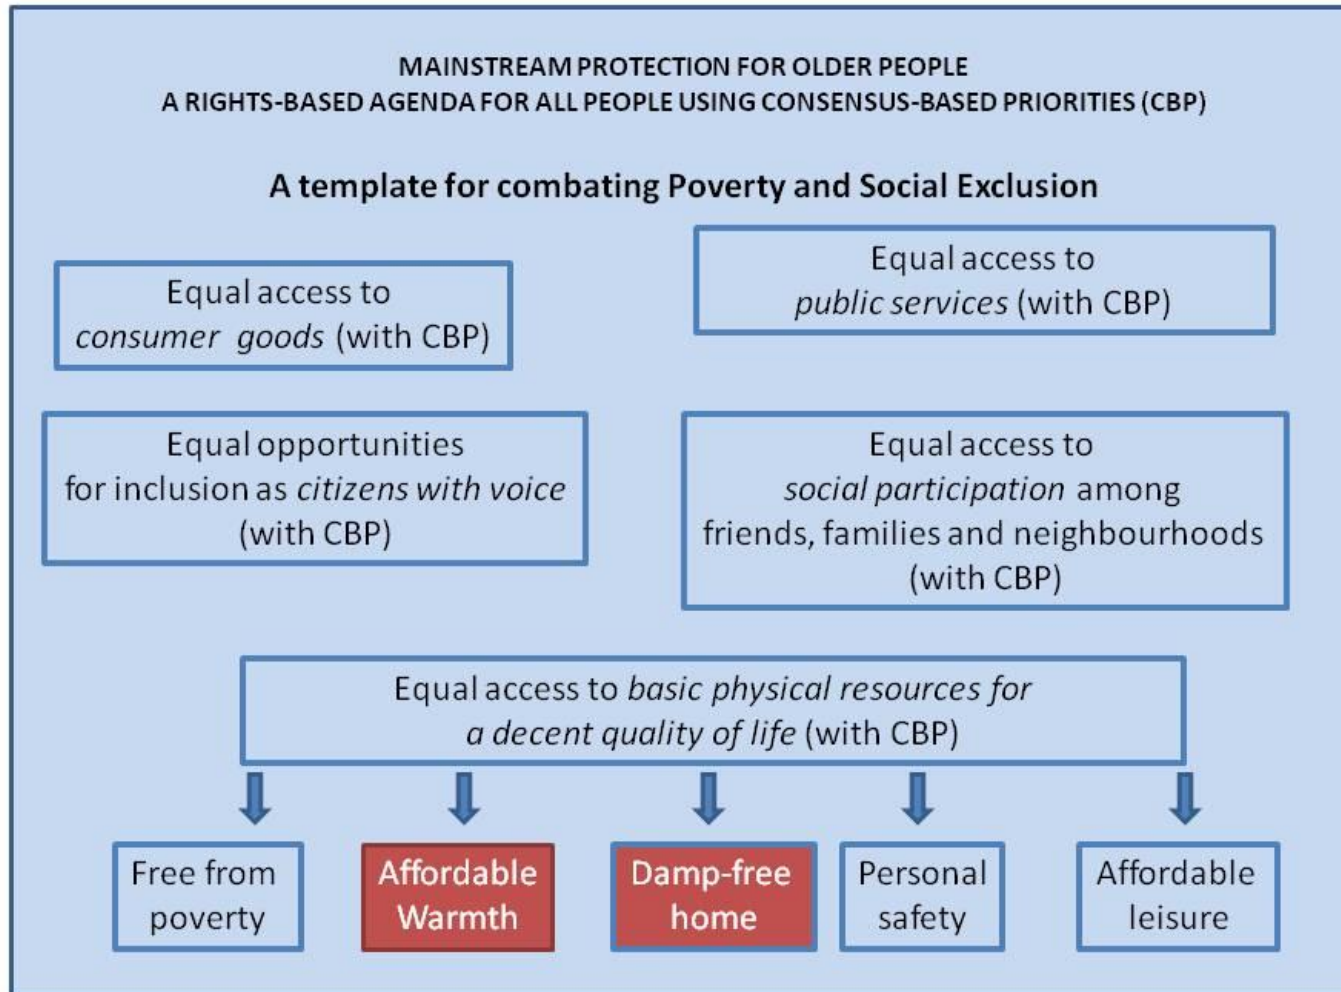 MAINSTREAM PROTECTION FOR OLDER PEOPLE
A RIGHTS-BASED AGENDA FOR ALL PEOPLE USING CONSENSUS-BASED PRIORITIES (CBP)
A template for combating Poverty and Social Exclusion
Equal access to
consumer goods (with CBP)
Equal access to
public services (with CBP)
Equal opportunities
for inclusion as citizens with voice
(with CBP)
Equal access to
social participation among
friends, families and neighbourhoods
(with CBP)
Equal access to basic physical resources for
a decent quality of life (with CBP)
Free from
poverty
Affordable
Warmth
Damp-free
home
Personal
safety
Affordable
leisure